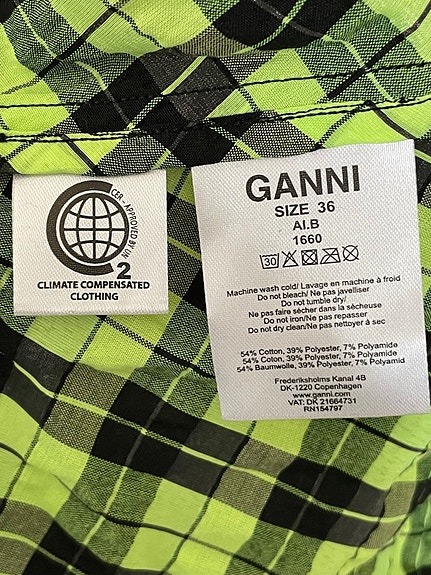 CER - APPROVED BY UN
CO2
CLIMATE COMPENSATED
CLOTHING
GANNI
SIZE 36
AI.B
1660
30
Machine wash cold/ Lavage en machine à froid
Do not bleach/ Ne pas javelliser
Do not tumble dry/
Ne pas faire sécher dans la sécheuse
Do not iron/Ne pas repasser
Do not dry clean/Ne pas nettoyer à sec
54% Cotton, 39% Polyester, 7% Polyamide
54% Coton, 39% Polyester, 7% Polyamide
54% Baumwolle, 39% Polyester, 7% Polyamid
Frederiksholms Kanal 4B
DK-1220 Copenhagen
www.ganni.com
VAT: DK 21664731
RN154797